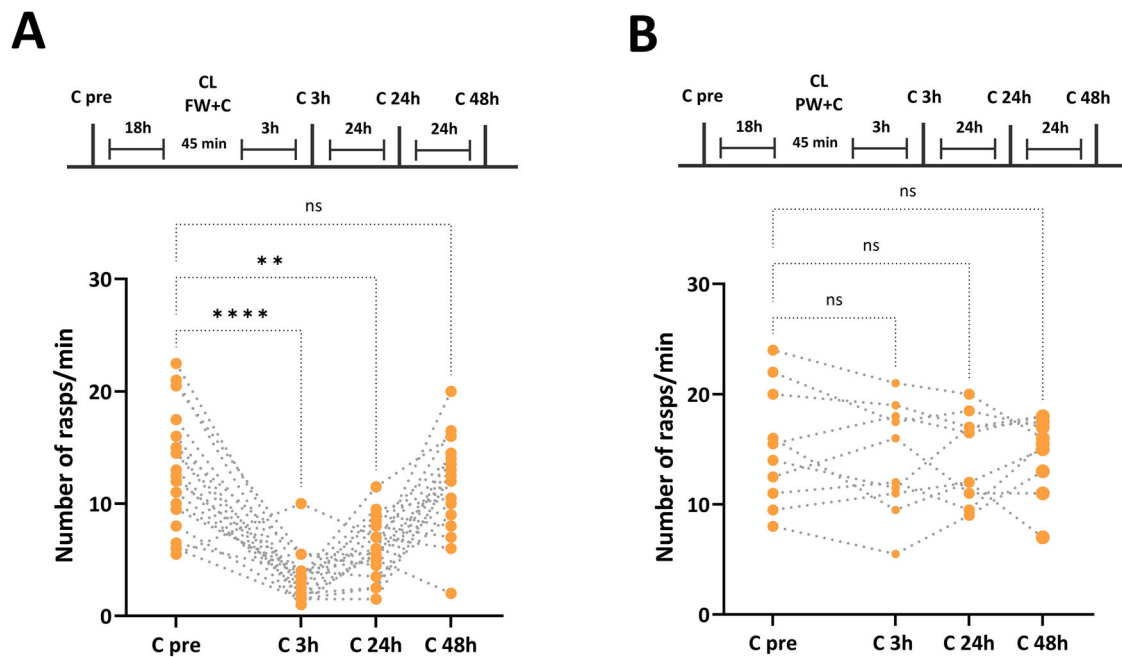 A
CL
FW+C
C pre
C 3h
C 24h
C 48h
18h
45 min
3h
24h
24h
ns
**
****
Number of rasps/min
30
20
10
0
C pre
C 3h
C 24h
C 48h
B
CL
PW+C
C pre
C 3h
C 24h
C 48h
18h
45 min
3h
24h
24h
ns
ns
ns
Number of rasps/min
30
20
10
0
C pre
C 3h
C 24h
C 48h